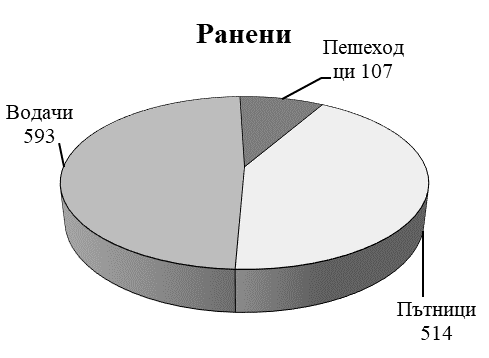 Ранени
Пешеход
ци 107
Водачи
593
Пътници
514